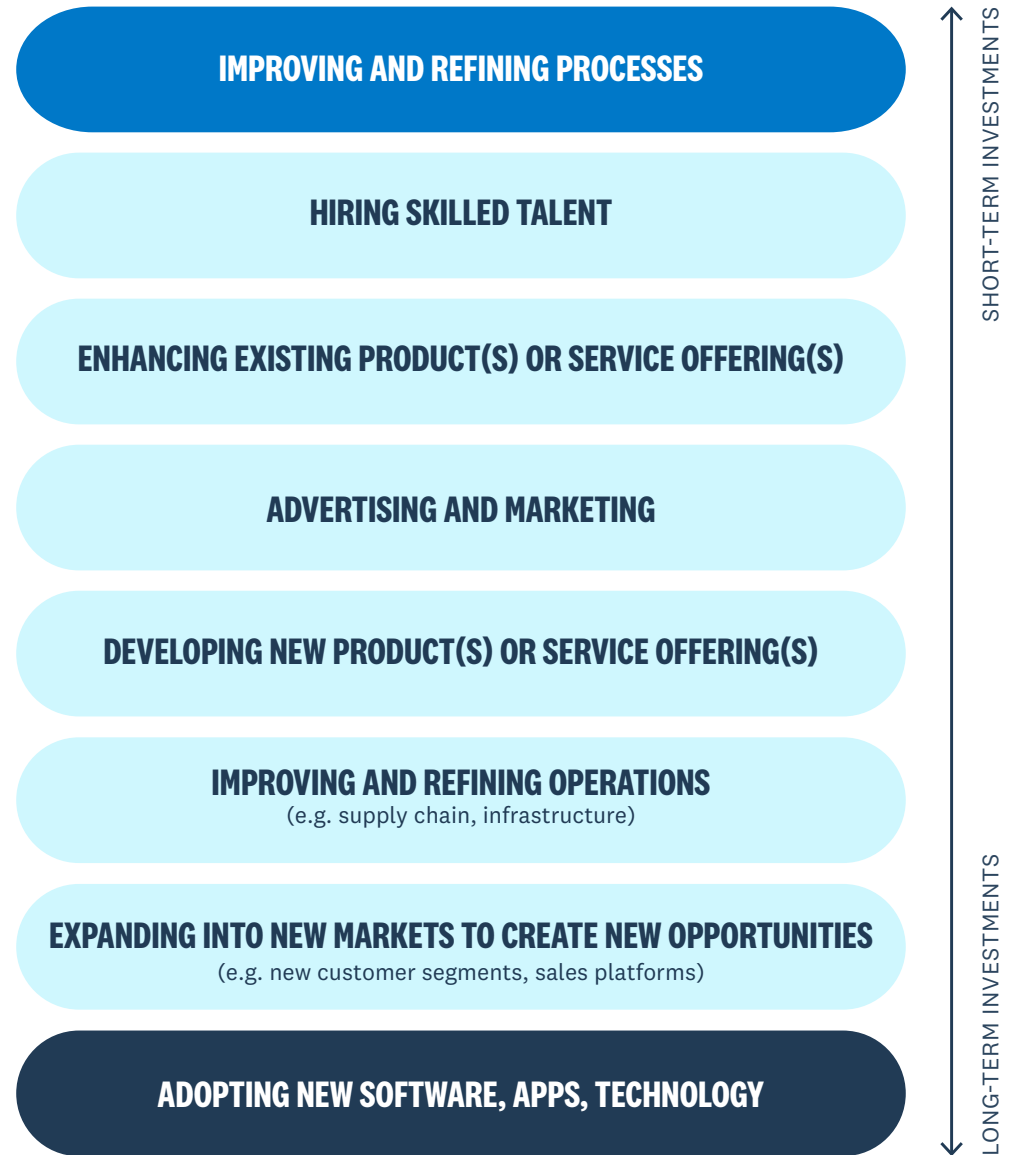 IMPROVING AND REFINING PROCESSES
HIRING SKILLED TALENT
ENHANCING EXISTING PRODUCT(S) OR SERVICE OFFERING(S)
ADVERTISING AND MARKETING
DEVELOPING NEW PRODUCT(S) OR SERVICE OFFERING(S)
IMPROVING AND REFINING OPERATIONS
(e.g. supply chain, infrastructure)
EXPANDING INTO NEW MARKETS TO CREATE NEW OPPORTUNITIES
(e.g. new customer segments, sales platforms)
ADOPTING NEW SOFTWARE, APPS, TECHNOLOGY
SHORT-TERM INVESTMENTS
LONG-TERM INVESTMENTS